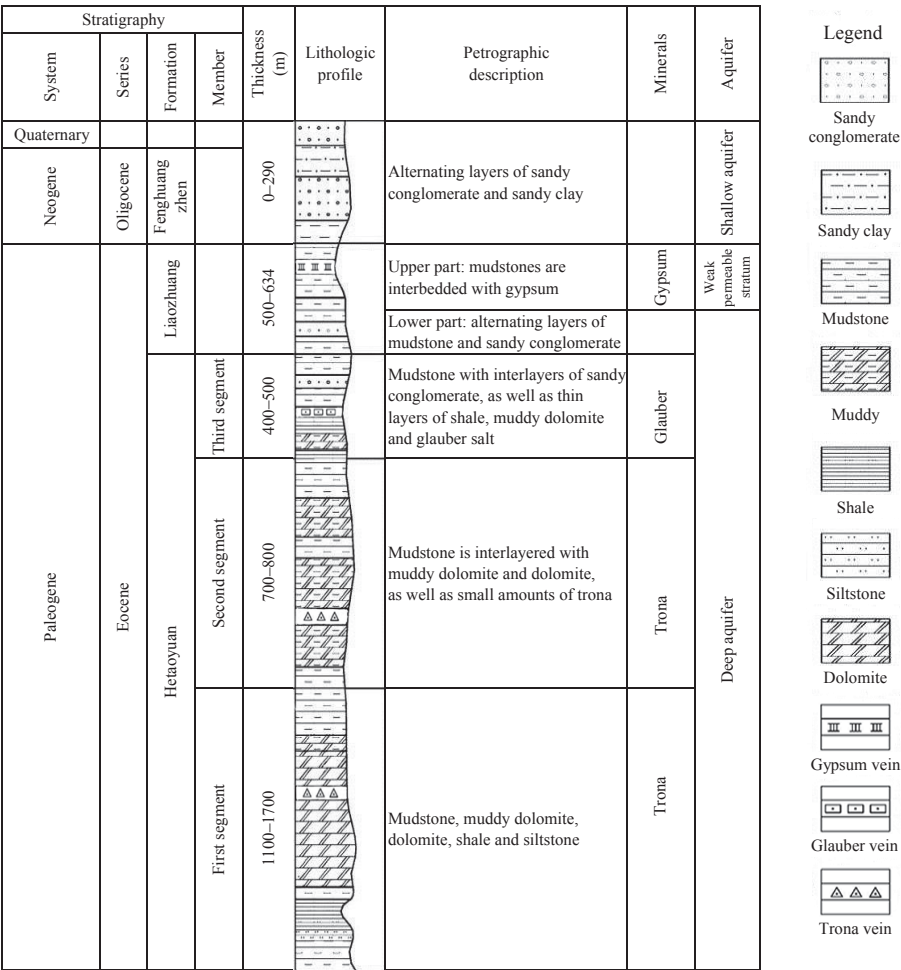 Stratigraphy
System
Series
Formation
Member
Thickness
(m)
Lithologic
profile
Petrographic
description
Minerals
Aquifer
Quaternary
Neogene
Oligocene
Fenghuang
zhen
0–290
Alternating layers of sandy
conglomerate and sandy clay
Shallow aquifer
Paleogene
Eocene
Liaozhuang
500–634
Upper part: mudstones are
interbedded with gypsum
Gypsum
Weak
permeable
stratum
Lower part: alternating layers of
mudstone and sandy conglomerate
Hetaoyuan
Third segment
400–500
Mudstone with interlayers of sandy
conglomerate, as well as thin
layers of shale, muddy dolomite
and glauber salt
Glauber
Deep aquifer
Second segment
700–800
Mudstone is interlayered with
muddy dolomite and dolomite,
as well as small amounts of trona
Trona
First segment
1100–1700
Mudstone, muddy dolomite,
dolomite, shale and siltstone
Trona
Legend
Sandy
conglomerate
Sandy clay
Mudstone
Muddy
Shale
Siltstone
Dolomite
Gypsum vein
Glauber vein
Trona vein